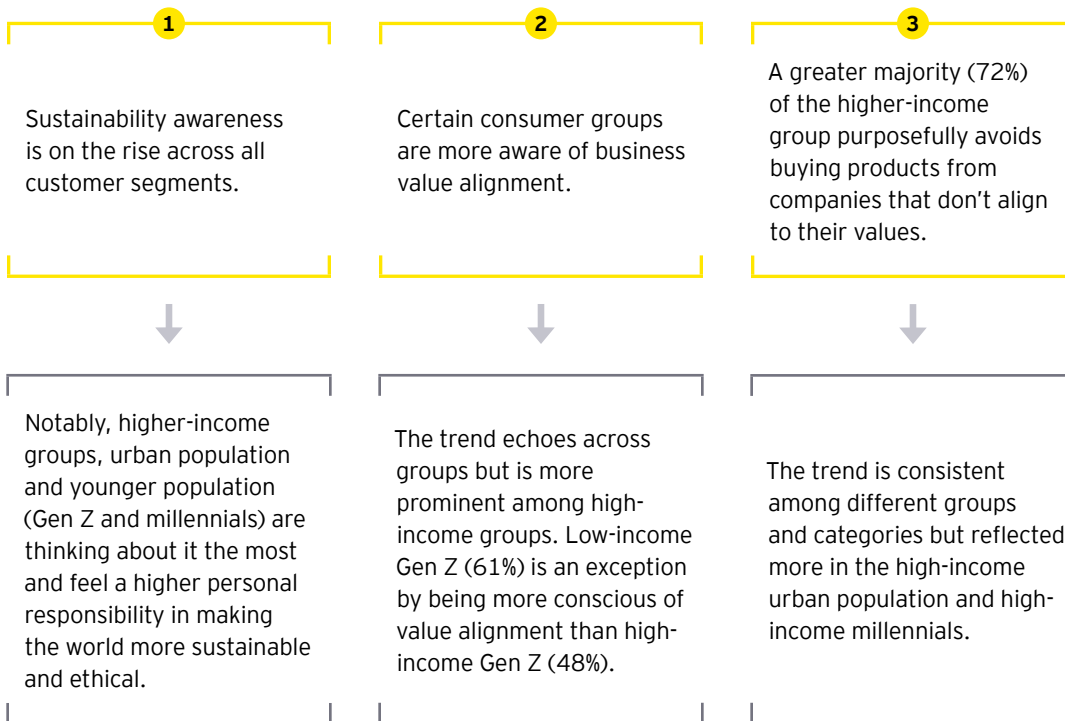 1
Sustainability awareness
is on the rise across all
customer segments.
Notably, higher-income
groups, urban population
and younger population
(Gen Z and millennials) are
thinking about it the most
and feel a higher personal
responsibility in making
the world more sustainable
and ethical.
2
Certain consumer groups
are more aware of business
value alignment.
The trend echoes across
groups but is more
prominent among high-
income groups. Low-income
Gen Z (61%) is an exception
by being more conscious of
value alignment than high-
income Gen Z (48%).
3
A greater majority (72%)
of the higher-income
group purposefully avoids
buying products from
companies that don't align
to their values.
The trend is consistent
among different groups
and categories but reflected
more in the high-income
urban population and high-
income millennials.